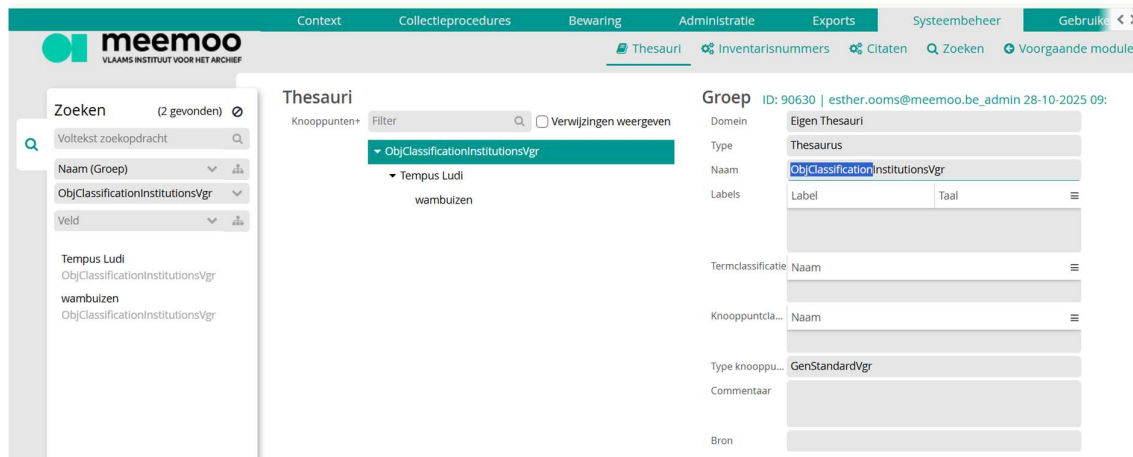 Context Collectieprocedures Bewaring Administratie Exports Systeembeheer Gebruike
meemoo
VLAAMS INSTITUUT VOOR HET ARCHIEF
Thesauri Inventarisnummers Citaten Zoeken Voorgaande module
Zoeken (2 gevonden)
Voltekst zoekopdracht
Naam (Groep)
ObjClassificationInstitutionsVgr
Veld
Tempus Ludi
ObjClassificationInstitutionsVgr
wambuizen
ObjClassificationInstitutionsVgr
Thesauri
Knooppunten+ Filter Verwijzingen weergeven
ObjClassificationInstitutionsVgr
Tempus Ludi
wambuizen
Groep ID: 90630 | esther.ooms@meemoo.be_admin 28-10-2025 09:
Domein Eigen Thesauri
Type Thesaurus
Naam ObjClassificationInstitutionsVgr
Labels Label Taal
Termclassificatie Naam
Knooppuntcla... Naam
Type knooppu... GenStandardVgr
Commentaar
Bron